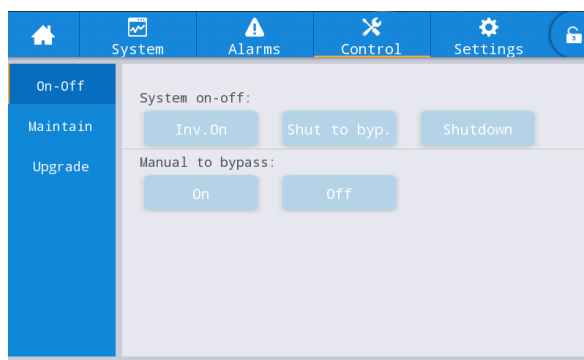 System Alarms Control Settings
On-Off
Maintain
Upgrade
System on-off:
Inv.On Shut to byp. Shutdown
Manual to bypass:
On Off